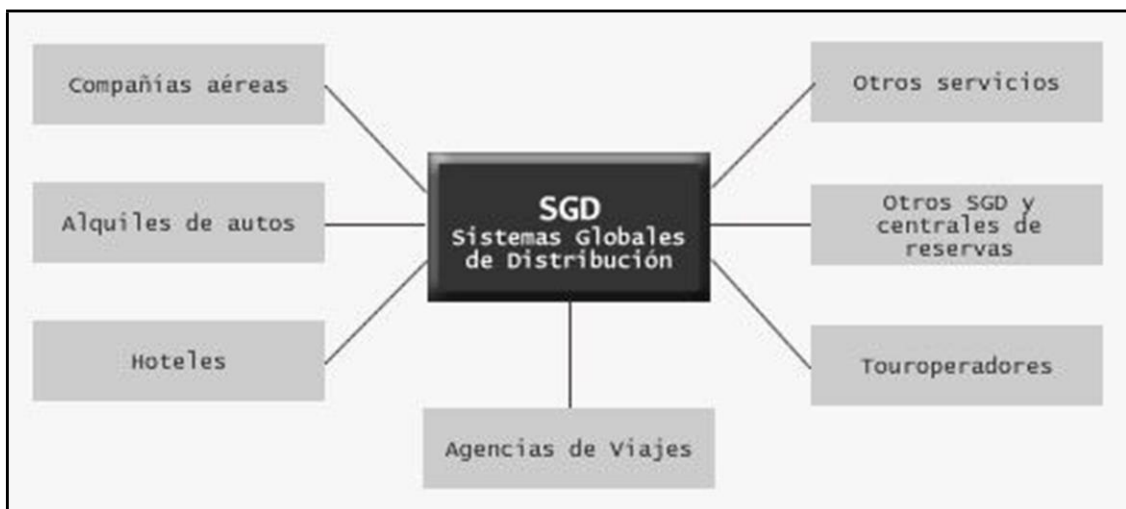 Compañías aéreas
Alquiles de autos
Hoteles
SGD
Sistemas Globales
de Distribución
Agencias de Viajes
Otros servicios
Otros SGD y
centrales de
reservas
Touroperadores